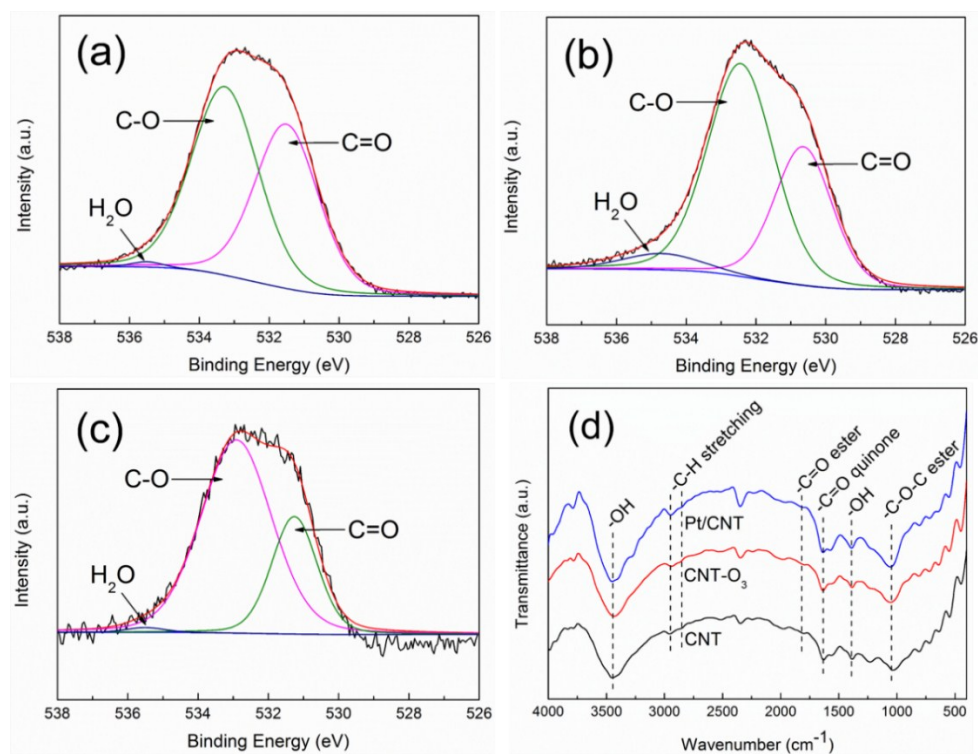 (a)
C-O
C=O
H₂O
Intensity (a.u.)
538 536 534 532 530 528 526
Binding Energy (eV)
(b)
C-O
C=O
H₂O
Intensity (a.u.)
538 536 534 532 530 528 526
Binding Energy (eV)
(c)
C-O
C=O
H₂O
Intensity (a.u.)
538 536 534 532 530 528 526
Binding Energy (eV)
(d)
-OH
-C-H stretching
-C=O ester
-C=O quinone
-OH
-C-O-C ester
Pt/CNT
CNT-O₃
CNT
Transmittance (a.u.)
4000 3500 3000 2500 2000 1500 1000 500
Wavenumber (cm⁻¹)